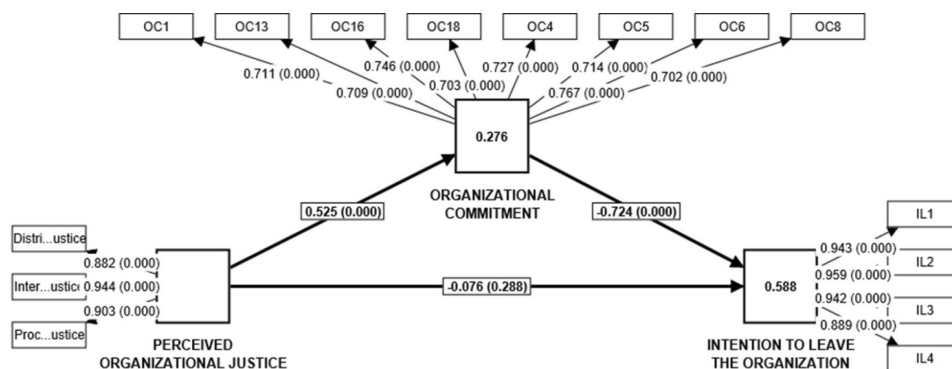 OC1
OC13
OC16
OC18
OC4
OC5
OC6
OC8
0.711 (0.000)
0.709 (0.000)
0.746 (0.000)
0.703 (0.000)
0.727 (0.000)
0.714 (0.000)
0.767 (0.000)
0.702 (0.000)
0.276
ORGANIZATIONAL
COMMITMENT
0.525 (0.000)
-0.724 (0.000)
Distri...ustice
Inter...ustic
Proc...ustice
0.882 (0.000)
0.944 (0.000)
0.903 (0.000)
-0.076 (0.288)
0.588
0.943 (0.000)
0.959 (0.000)
0.942 (0.000)
0.889 (0.000)
IL1
IL2
IL3
IL4
PERCEIVED
ORGANIZATIONAL JUSTICE
INTENTION TO LEAVE
THE ORGANIZATION